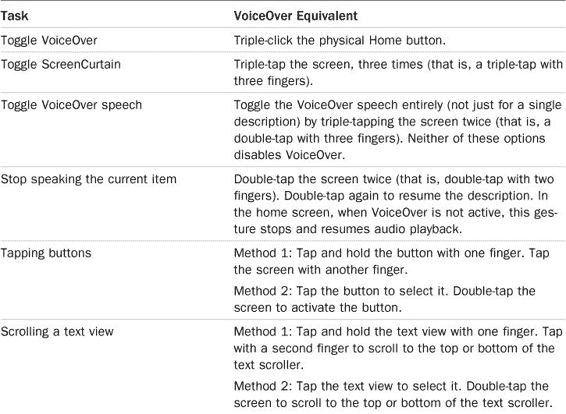 Task VoiceOver Equivalent
Toggle VoiceOver Triple-click the physical Home button.
Toggle ScreenCurtain Triple-tap the screen, three times (that is, a triple-tap with
three fingers).
Toggle VoiceOver speech Toggle the VoiceOver speech entirely (not just for a single
description) by triple-tapping the screen twice (that is, a
double-tap with three fingers). Neither of these options
disables VoiceOver.
Stop speaking the current item Double-tap the screen twice (that is, double-tap with two
fingers). Double-tap again to resume the description. In
the home screen, when VoiceOver is not active, this ges-
ture stops and resumes audio playback.
Tapping buttons Method 1: Tap and hold the button with one finger. Tap
the screen with another finger.
Method 2: Tap the button to select it. Double-tap the
screen to activate the button.
Scrolling a text view Method 1: Tap and hold the text view with one finger. Tap
with a second finger to scroll to the top or bottom of the
text scroller.
Method 2: Tap the text view to select it. Double-tap the
screen to scroll to the top or bottom of the text scroller.